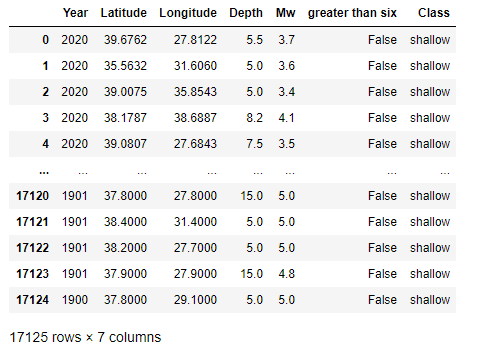 Year Latitude Longitude Depth Mw greater than six Class
0 2020 39.6762 27.8122 5.5 3.7 False shallow
1 2020 35.5632 31.6060 5.0 3.6 False shallow
2 2020 39.0075 35.8543 5.0 3.4 False shallow
3 2020 38.1787 38.6887 8.2 4.1 False shallow
4 2020 39.0807 27.6843 7.5 3.5 False shallow
... ... ... ... ... ... ... ...
17120 1901 37.8000 27.8000 15.0 5.0 False shallow
17121 1901 38.4000 31.4000 5.0 5.0 False shallow
17122 1901 38.2000 27.7000 5.0 5.0 False shallow
17123 1901 37.9000 27.9000 15.0 4.8 False shallow
17124 1900 37.8000 29.1000 5.0 5.0 False shallow
17125 rows × 7 columns